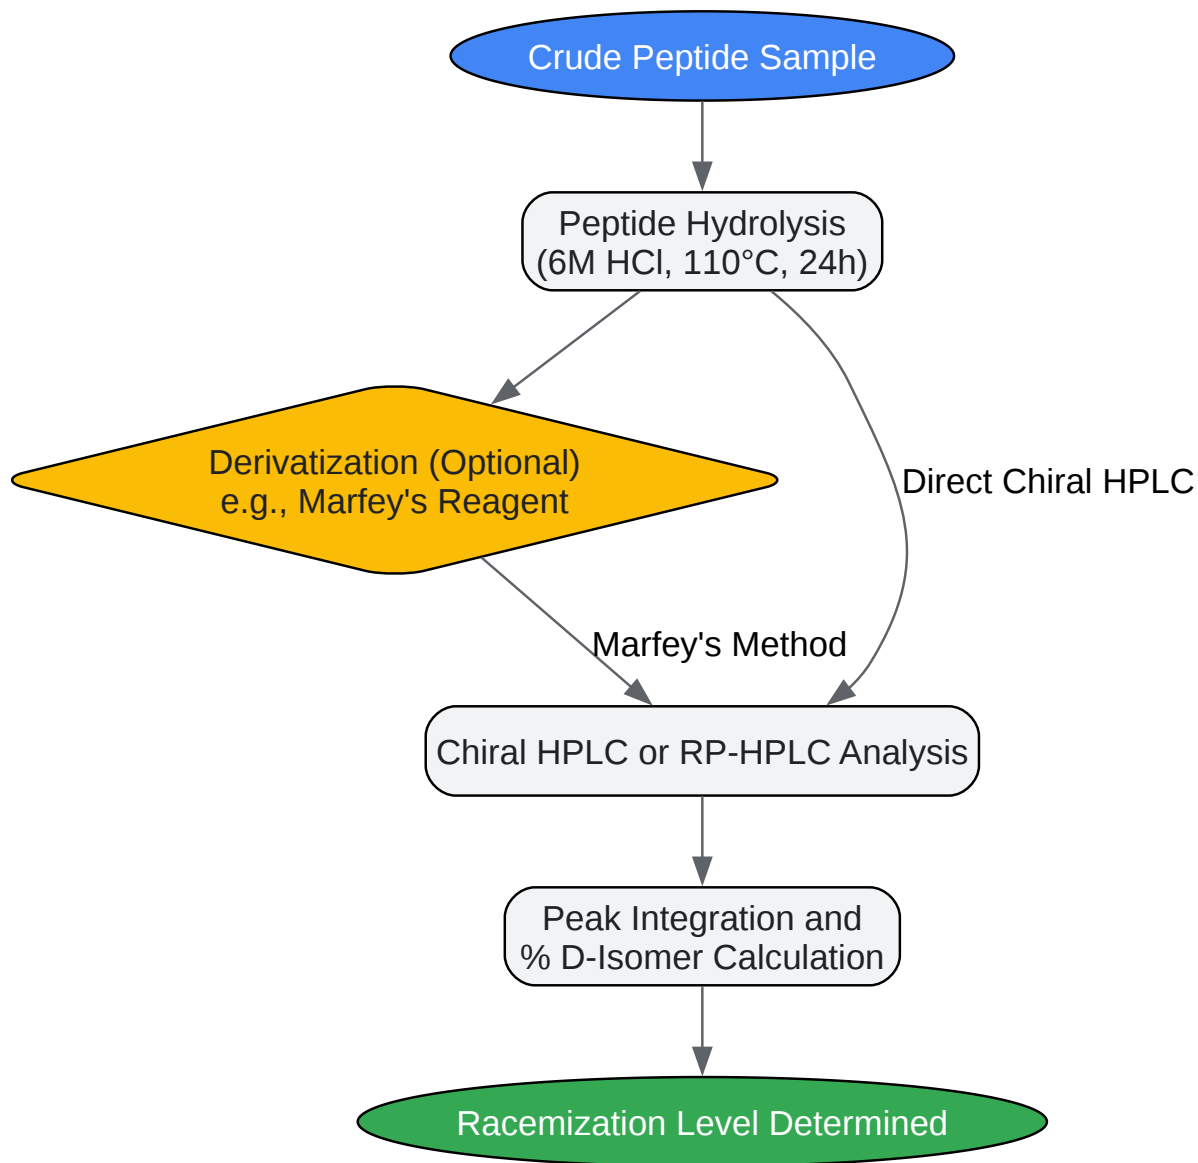 Crude Peptide Sample
Peptide Hydrolysis
(6M HCl, 110°C, 24h)
Derivatization (Optional)
e.g., Marfey's Reagent
Direct Chiral HPLC
Marfey's Method
Chiral HPLC or RP-HPLC Analysis
Peak Integration and
% D-Isomer Calculation
Racemization Level Determined